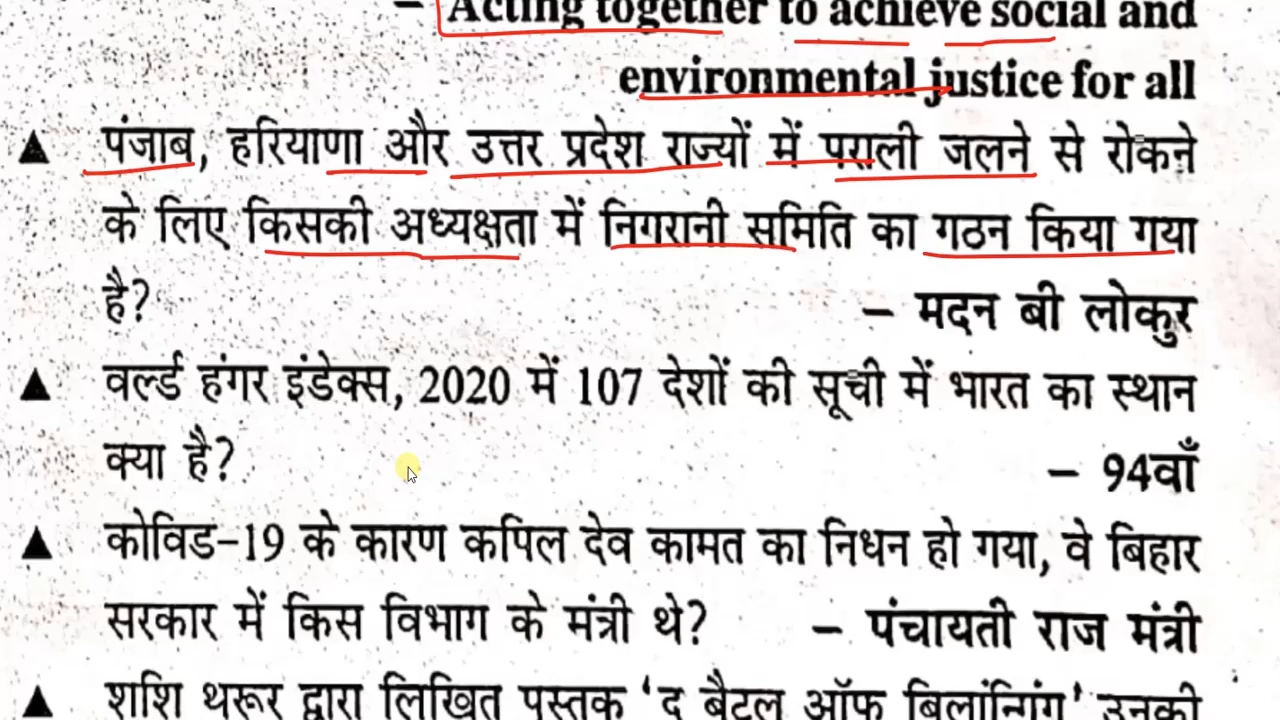 – Acting together to achieve social and
environmental justice for all
▲ पंजाब, हरियाणा और उत्तर प्रदेश राज्यों में पराली जलने से रोकने
के लिए किसकी अध्यक्षता में निगरानी समिति का गठन किया गया
है? – मदन बी लोकुर
▲ वर्ल्ड हंगर इंडेक्स, 2020 में 107 देशों की सूची में भारत का स्थान
क्या है? – 94वाँ
▲ कोविड-19 के कारण कपिल देव कामत का निधन हो गया, वे बिहार
सरकार में किस विभाग के मंत्री थे? – पंचायती राज मंत्री
▲ शशि थरूर द्वारा लिखित पुस्तक ‘द बैटल ऑफ बिलांन्गिंग’ उनकी